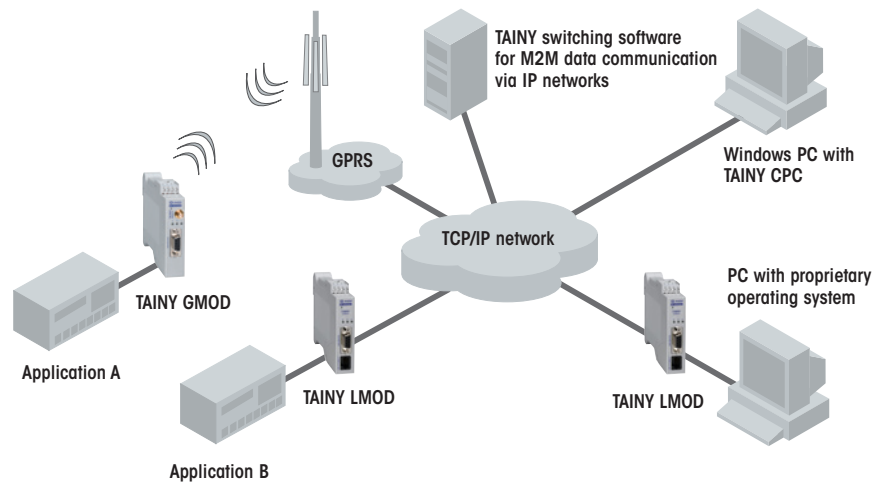 TAINY switching software
for M2M data communication
via IP networks
GPRS
Windows PC with
TAINY CPC
TCP/IP network
PC with proprietary
operating system
TAINY GMOD
Application A
TAINY LMOD
TAINY LMOD
Application B